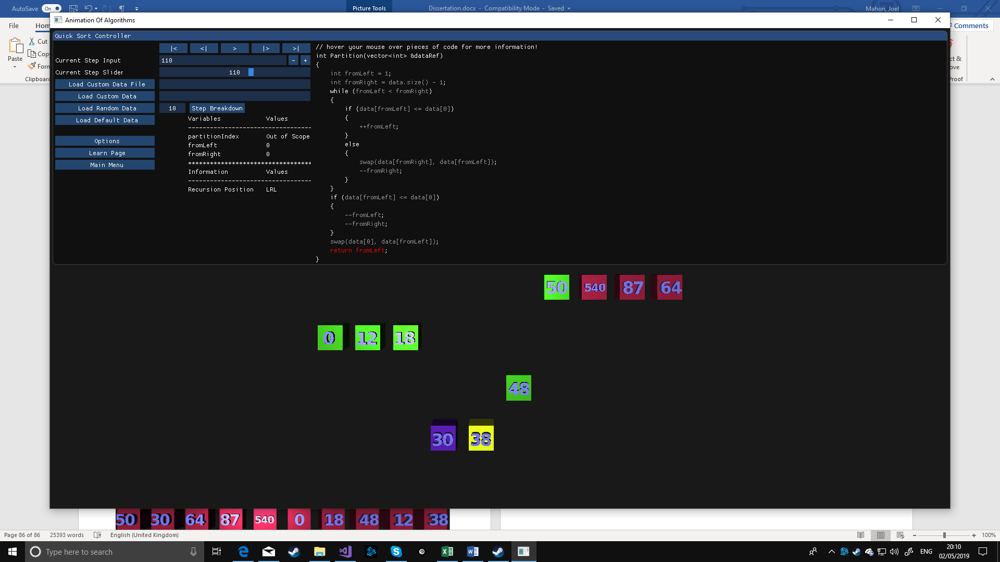 AutoSave On
Picture Tools
Dissertation.docx - Compatibility Mode - Saved
Mahon, Joel
Animation Of Algorithms
File
Hom
Comments
Paste
Cut
Copy
Form
Clipboard
ct &
ove
Proof
Quick Sort Controller
|< <| > |> >|
Current Step Input 110 - +
Current Step Slider 110
Load Custom Data File
Load Custom Data
Load Random Data 10 Step Breakdown
Load Default Data
Options
Learn Page
Main Menu
Variables Values
----------------------------------
partitionIndex Out of Scope
fromLeft 0
fromRight 0
**********************************
Information Values
----------------------------------
Recursion Position LRL
// hover your mouse over pieces of code for more information!
int Partition(vector<int> &dataRef)
{
int fromLeft = 1;
int fromRight = data.size() - 1;
while (fromLeft < fromRight)
{
if (data[fromLeft] <= data[0])
{
++fromLeft;
}
else
{
swap(data[fromRight], data[fromLeft]);
--fromRight;
}
}
if (data[fromLeft] <= data[0])
{
--fromLeft;
--fromRight;
}
swap(data[0], data[fromLeft]);
return fromLeft;
}
50 540 87 64
0 12 18
48
30 38
50 30 64 87 540 0 18 48 12 38
Page 86 of 86 25393 words English (United Kingdom) - + 100%
Type here to search
ENG
20:10
02/05/2019